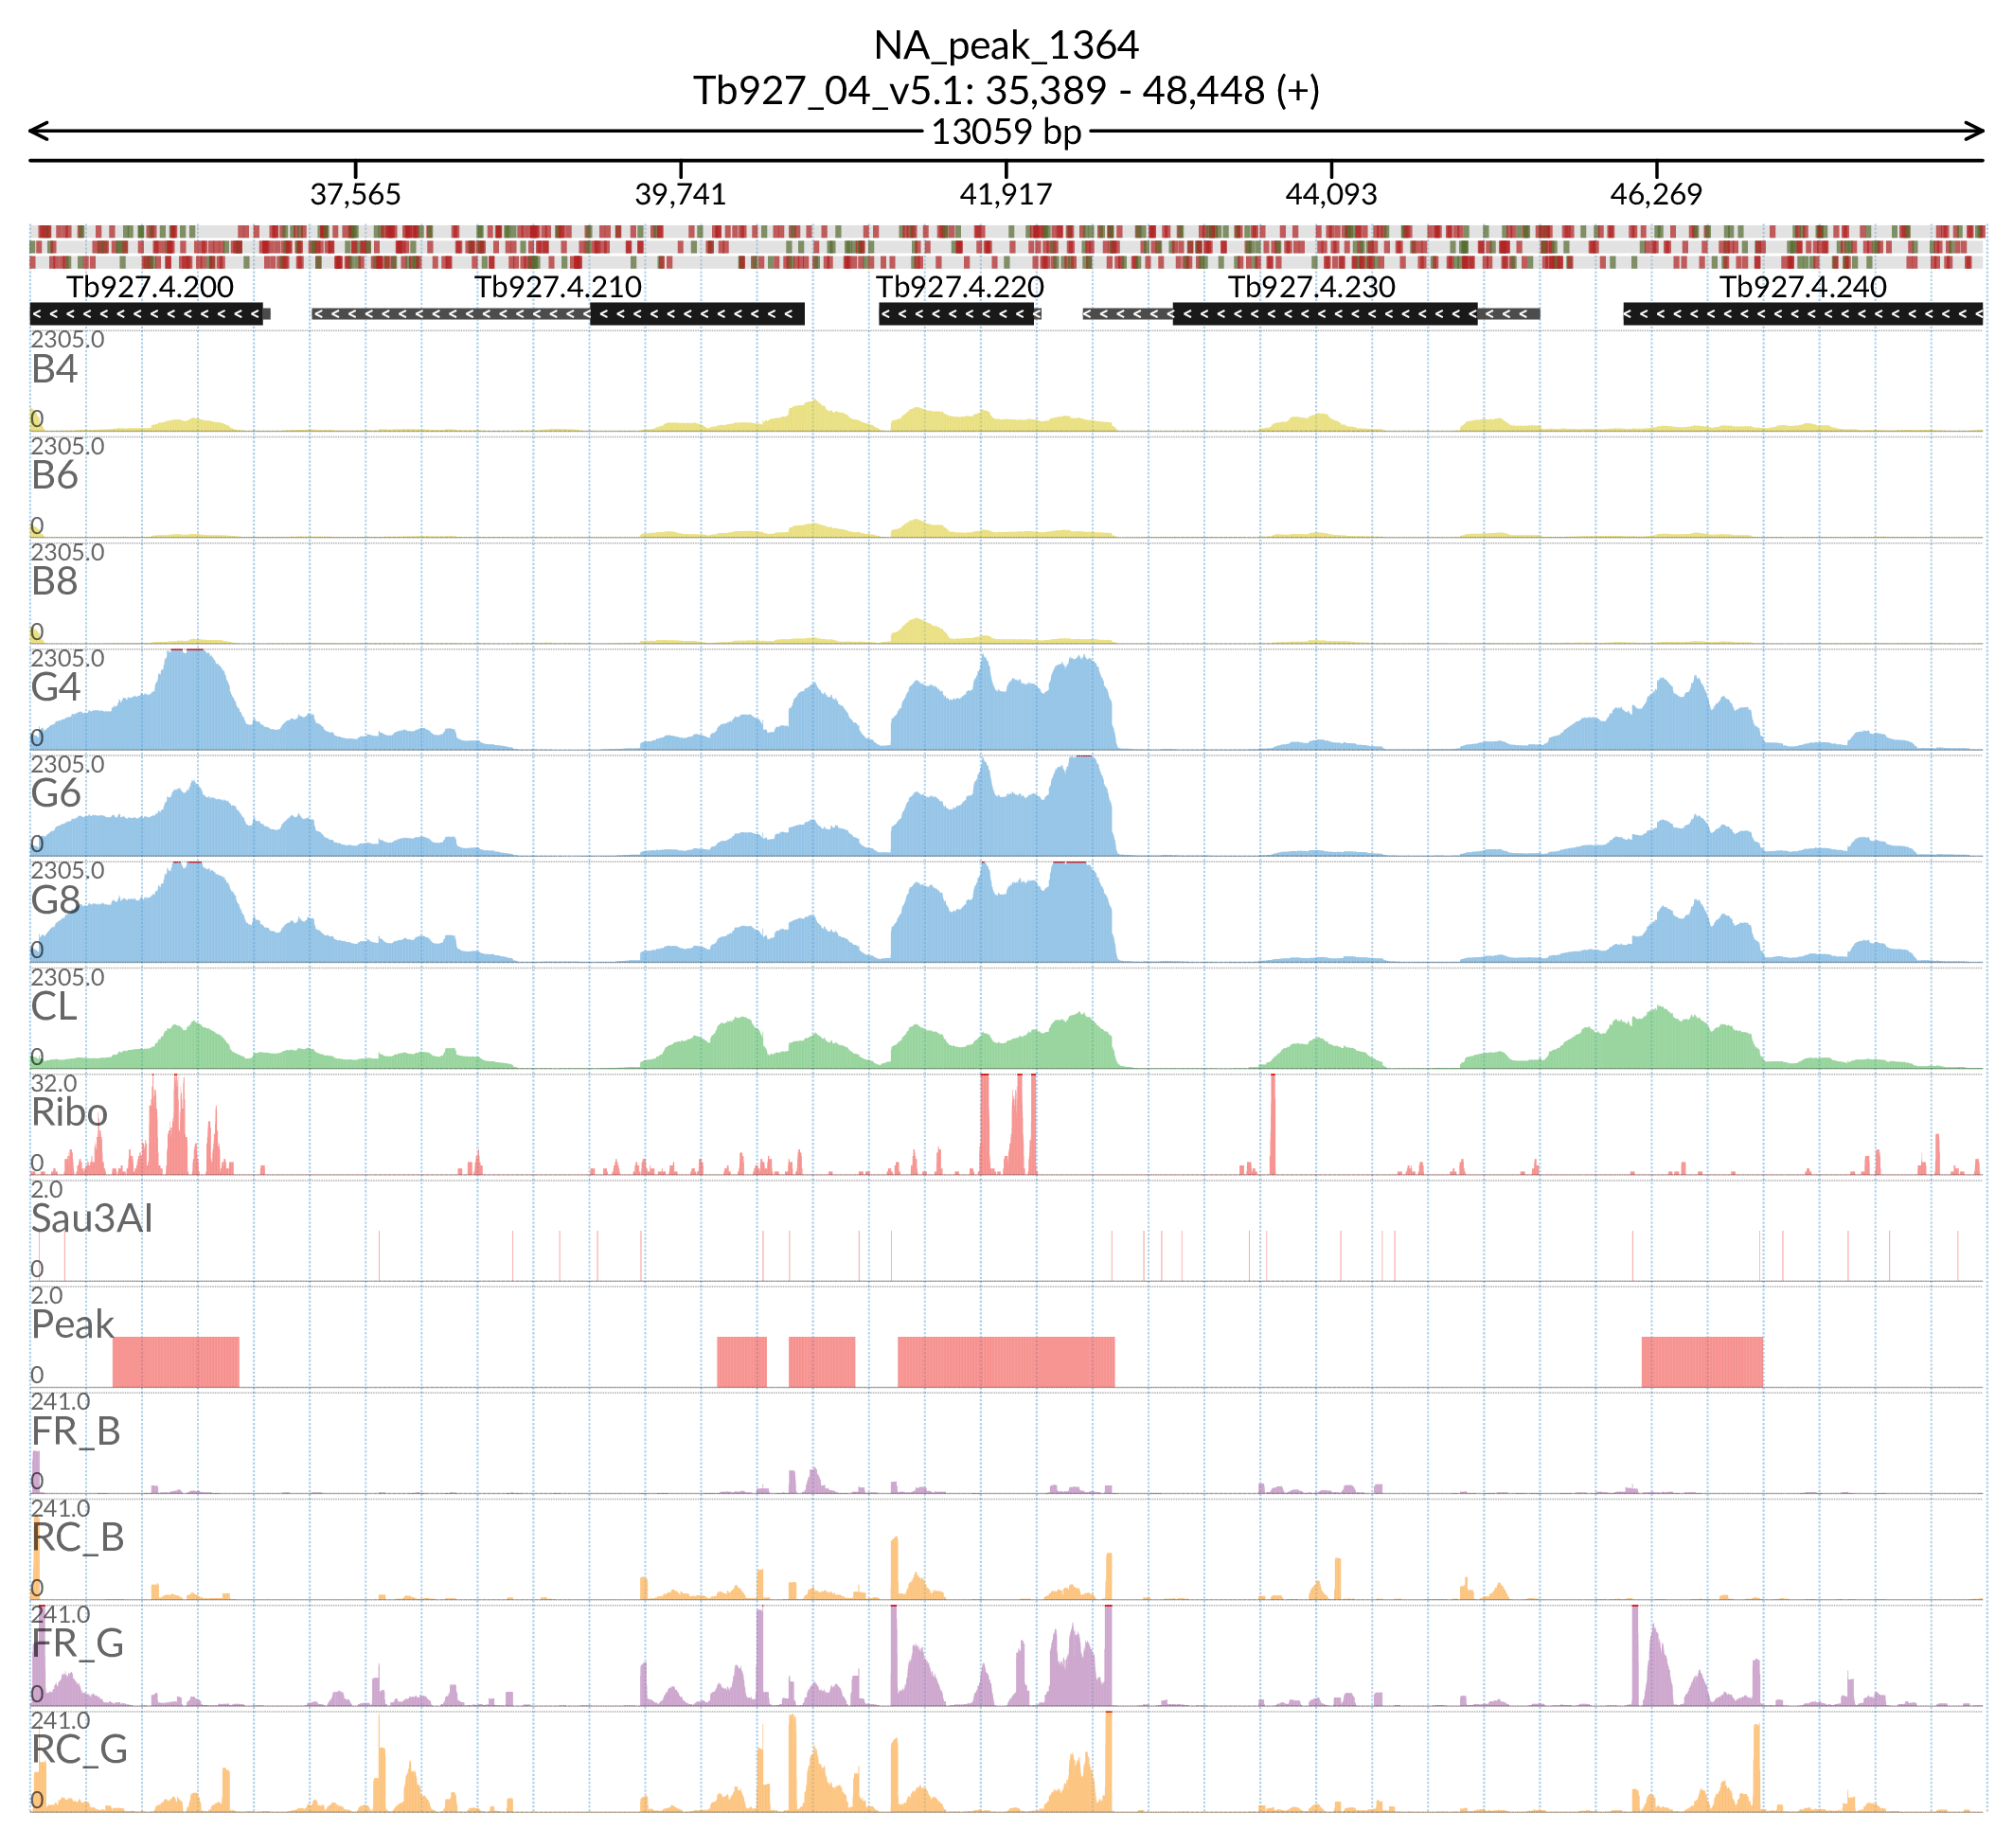 NA_peak_1364
Tb927_04_v5.1: 35,389 - 48,448 (+)
13059 bp
37,565 39,741 41,917 44,093 46,269
Tb927.4.200 Tb927.4.210 Tb927.4.220 Tb927.4.230 Tb927.4.240
2305.0
B4
0
2305.0
B6
0
2305.0
B8
0
2305.0
G4
0
2305.0
G6
0
2305.0
G8
0
2305.0
CL
0
32.0
Ribo
0
2.0
Sau3AI
0
2.0
Peak
0
241.0
FR_B
0
241.0
RC_B
0
241.0
FR_G
0
241.0
RC_G
0